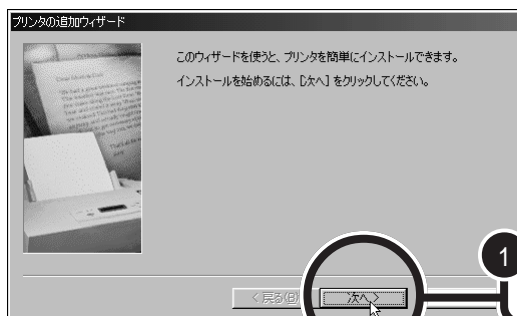 プリンタの追加ウィザード
このウィザードを使うと、プリンタを簡単にインストールできます。
インストールを始めるには、[次へ] をクリックしてください。
< 戻る(B)
次へ >
1